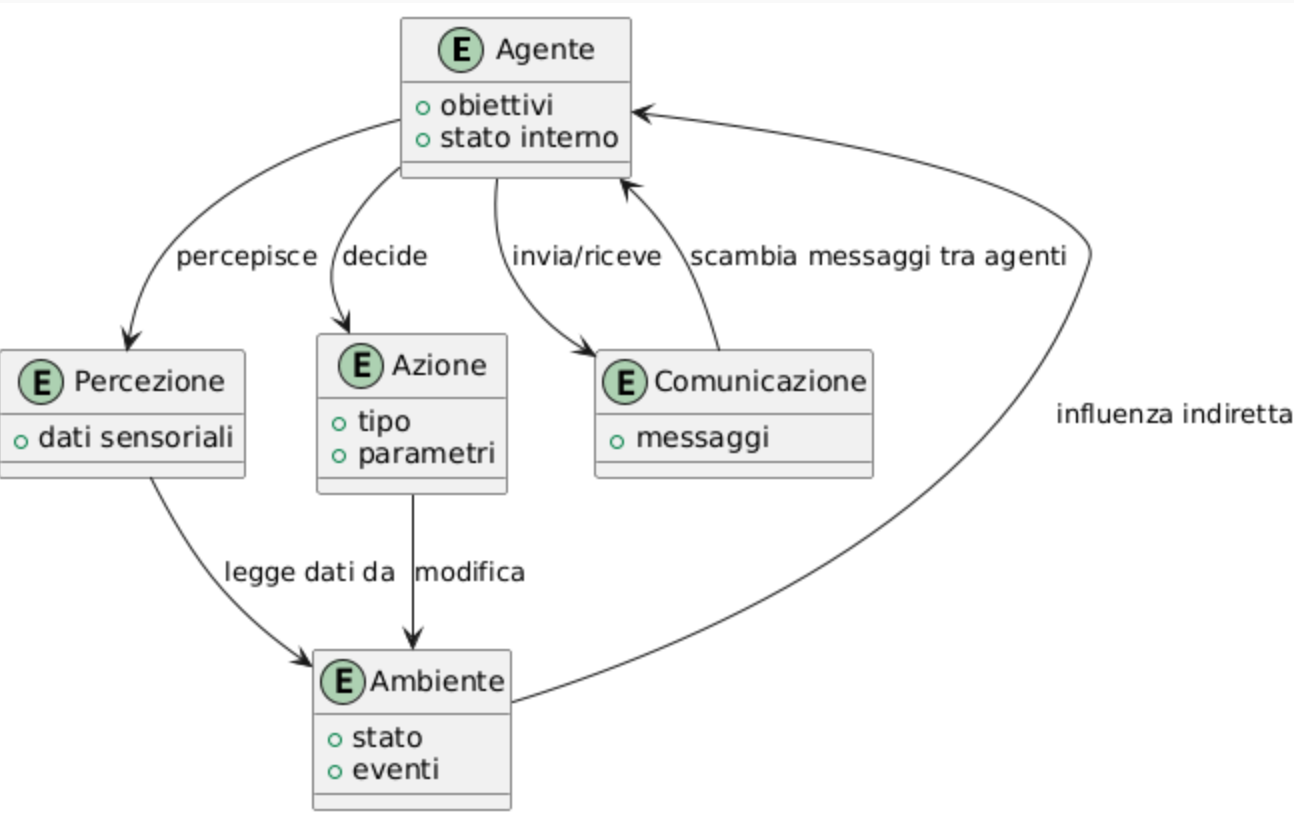 E Agente
obiettivi
stato interno
percepisce
decide
invia/riceve
scambia messaggi tra agenti
E Percezione
dati sensoriali
E Azione
tipo
parametri
E Comunicazione
messaggi
influenza indiretta
legge dati da
modifica
E Ambiente
stato
eventi